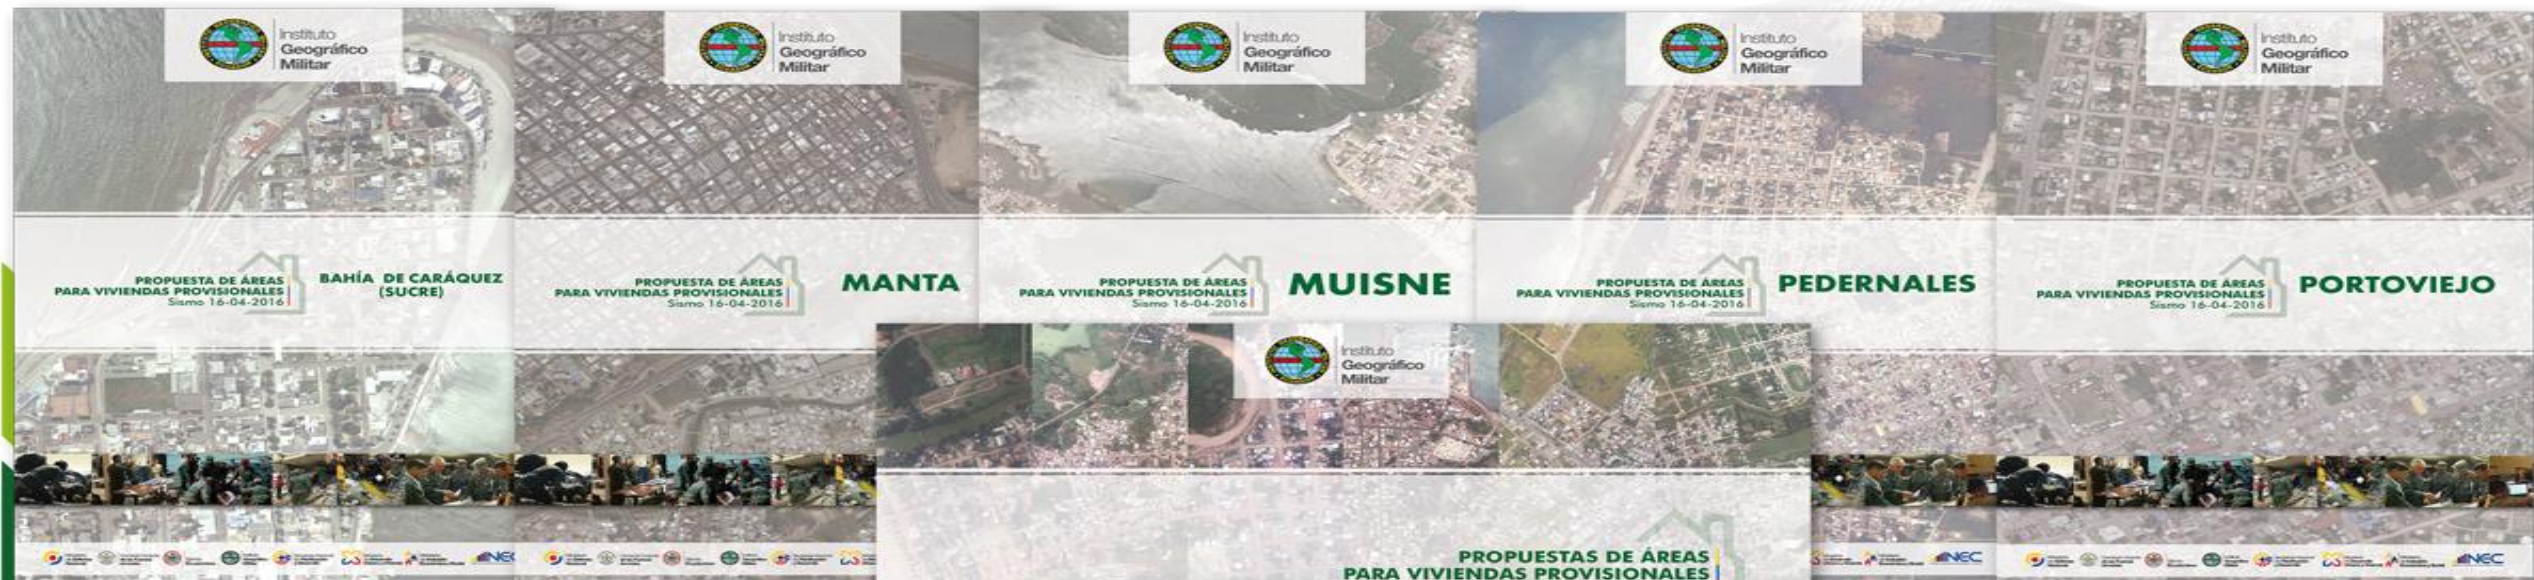 Instituto
Geográfico
Militar
PROPUESTA DE ÁREAS
PARA VIVIENDAS PROVISIONALES
Sismo 16-04-2016
BAHÍA DE CARÁQUEZ
(SUCRE)
INEC
Instituto
Geográfico
Militar
PROPUESTA DE ÁREAS
PARA VIVIENDAS PROVISIONALES
Sismo 16-04-2016
MANTA
Instituto
Geográfico
Militar
PROPUESTA DE ÁREAS
PARA VIVIENDAS PROVISIONALES
Sismo 16-04-2016
MUISNE
Instituto
Geográfico
Militar
PROPUESTA DE ÁREAS
PARA VIVIENDAS PROVISIONALES
Sismo 16-04-2016
PEDERNALES
INEC
Instituto
Geográfico
Militar
PROPUESTA DE ÁREAS
PARA VIVIENDAS PROVISIONALES
Sismo 16-04-2016
PORTOVIEJO
INEC
Instituto
Geográfico
Militar
PROPUESTAS DE ÁREAS
PARA VIVIENDAS PROVISIONALES